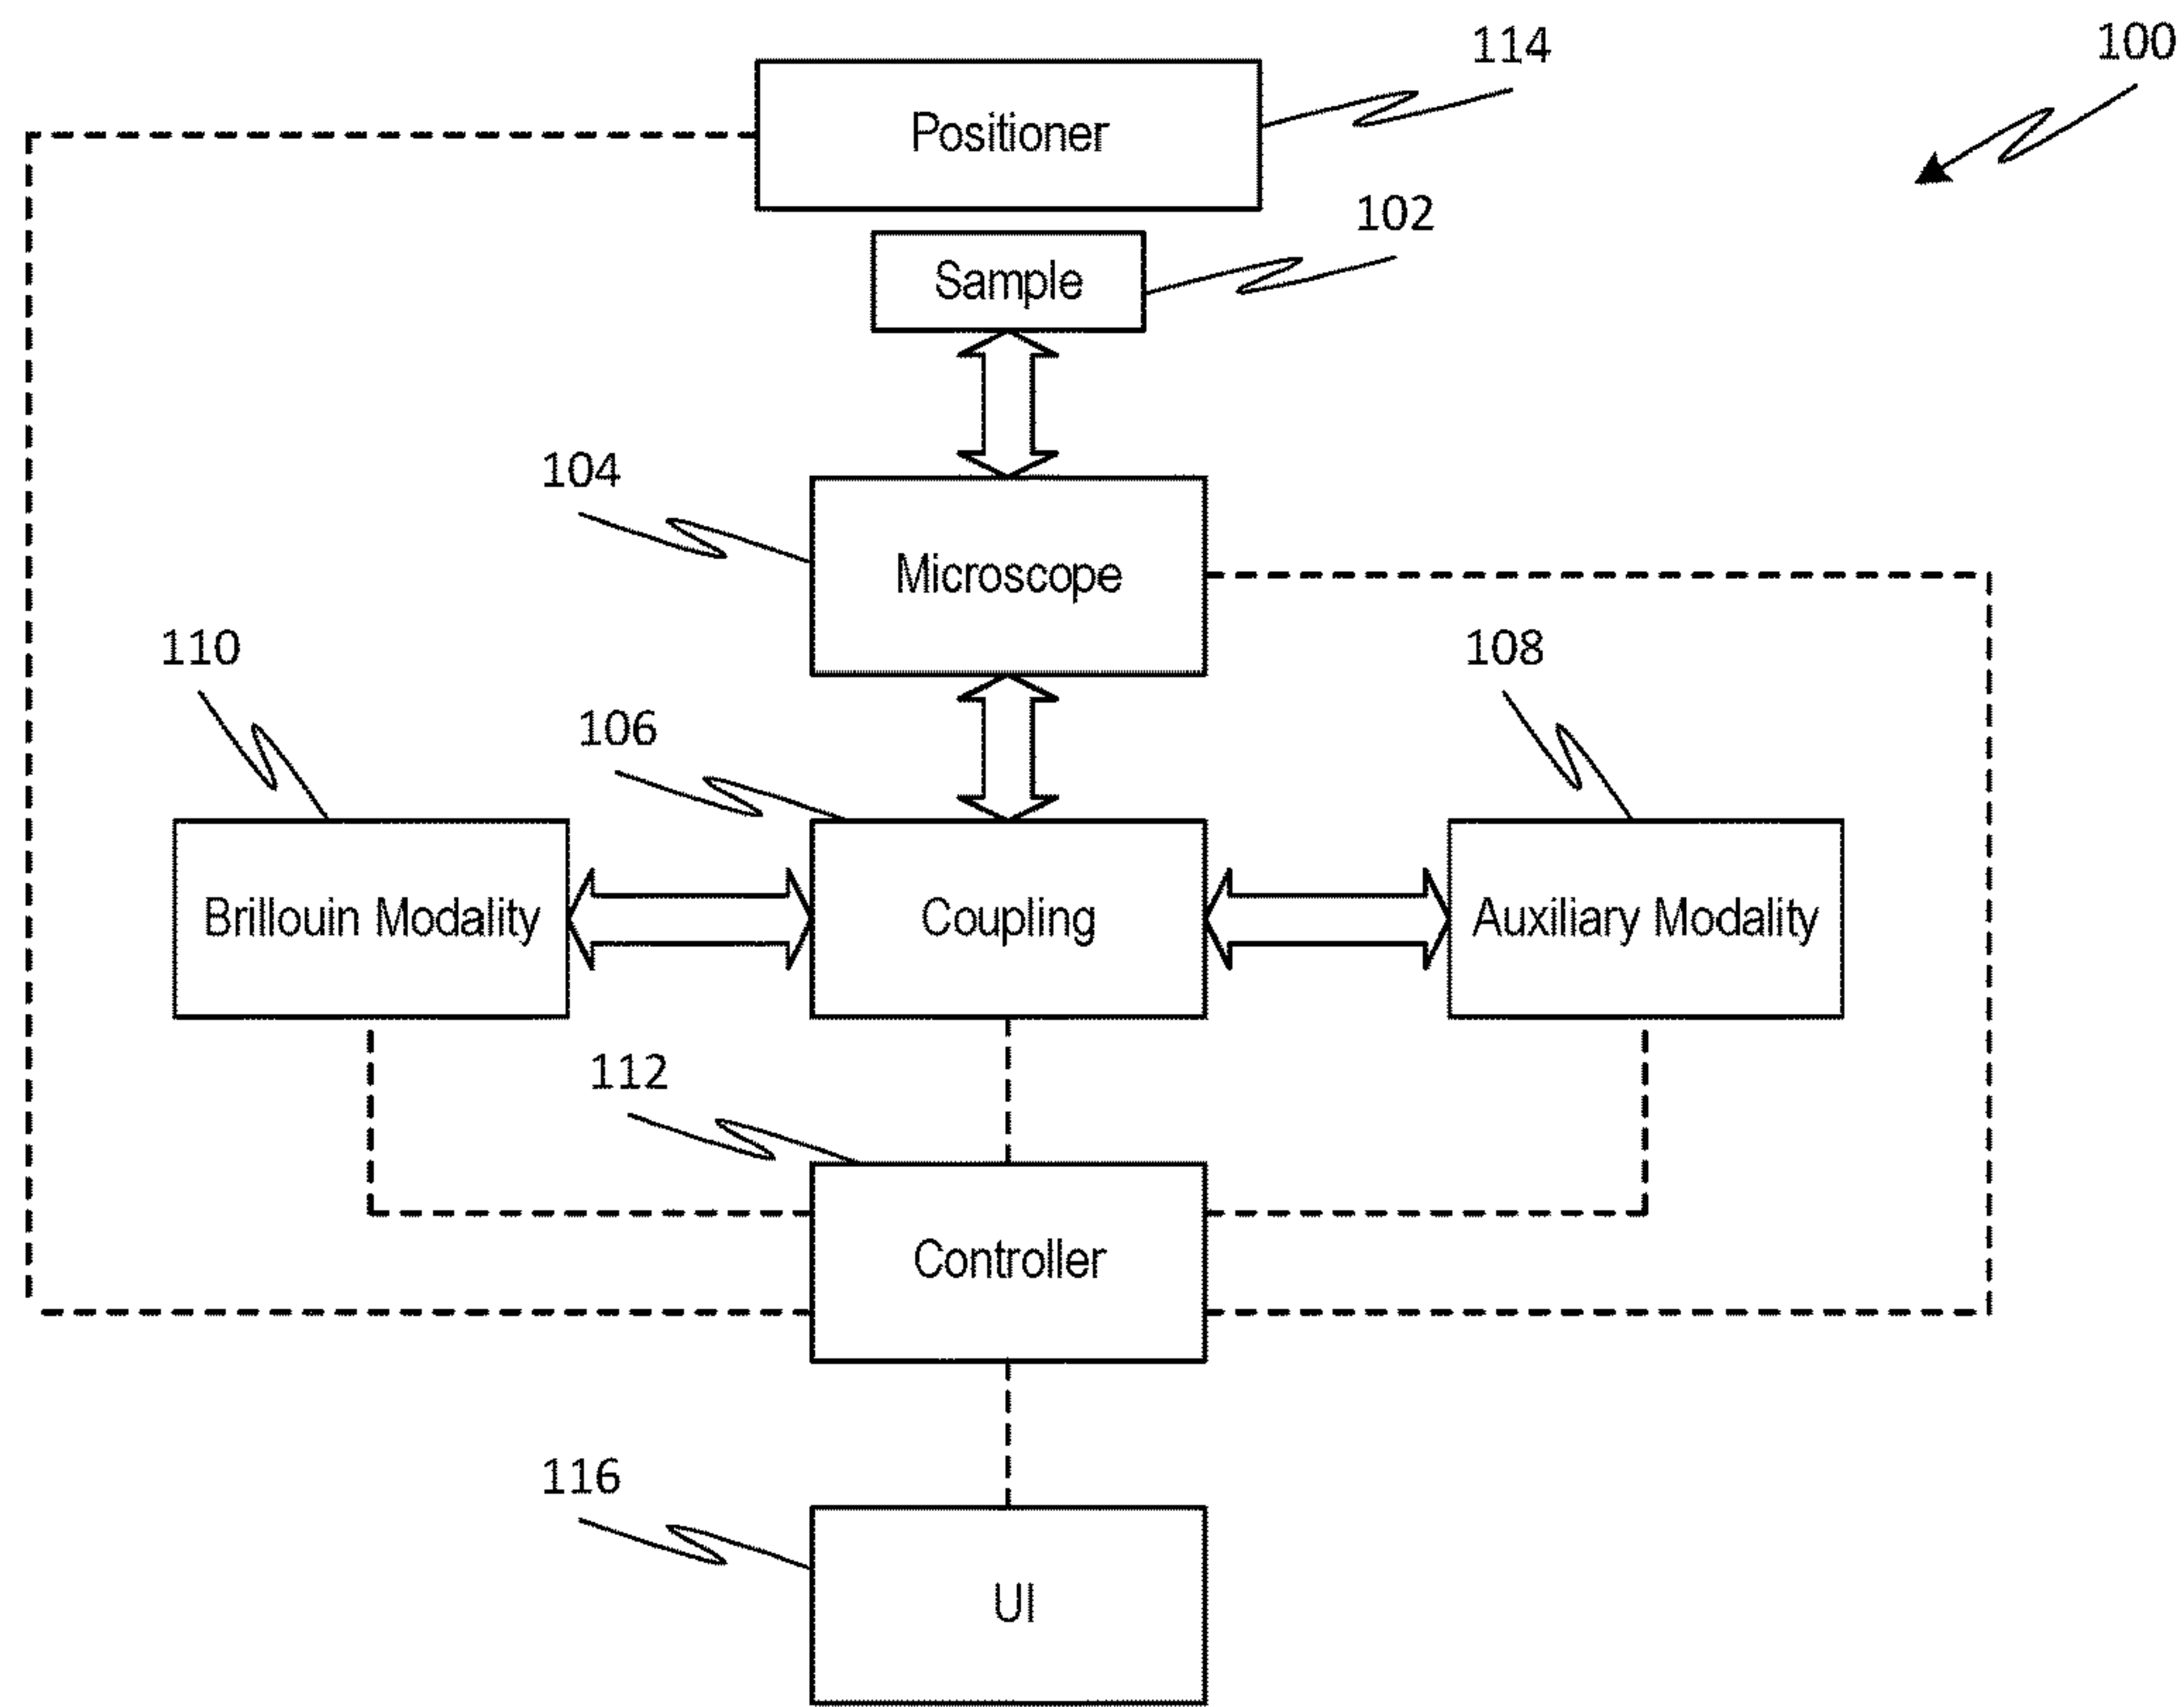 100
114
Positioner
102
Sample
104
Microscope
110
108
106
Brillouin Modality
Coupling
Auxiliary Modality
112
Controller
116
UI